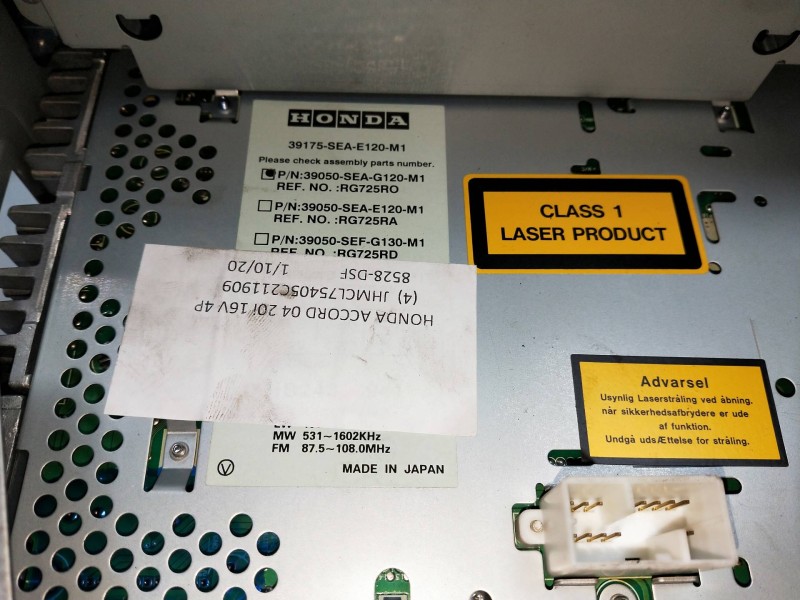 HONDA
39175-SEA-E120-M1
Please check assembly parts number.
P/N:39050-SEA-G120-M1
REF. NO. :RG725RO
P/N:39050-SEA-E120-M1
REF. NO. :RG725RA
P/N:39050-SEF-G130-M1
REF. NO. :RG725RD
HONDA ACCORD 04 20i 16V 4P
(4) JHMCL75405C211909
8528-DSF 1/10/20
MW 531~1602KHz
FM 87.5~108.0MHz
V
MADE IN JAPAN
CLASS 1
LASER PRODUCT
Advarsel
Usynlig Laserstråling ved åbning,
når sikkerhedsafbrydere er ude
af funktion.
Undgå udsÆttelse for stråling.